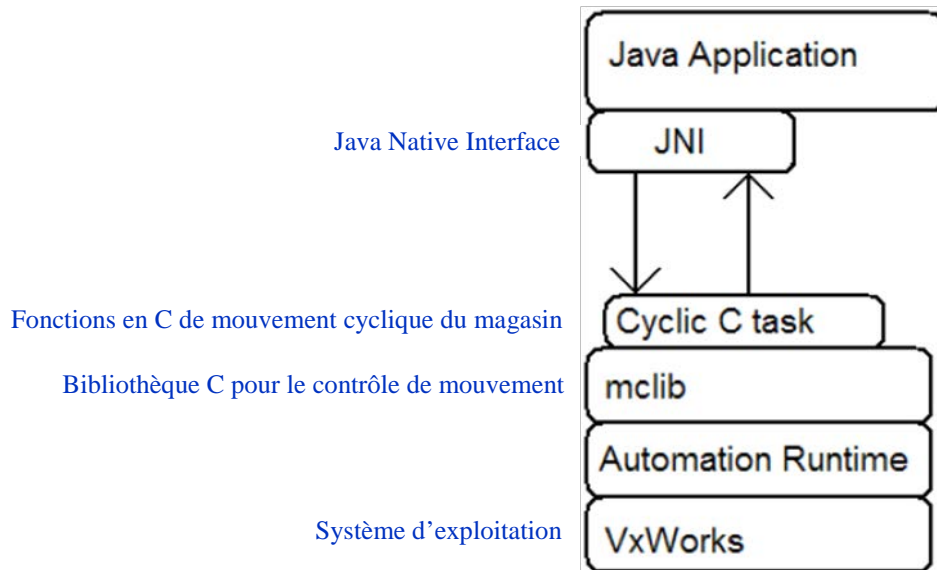 Java Application
Java Native Interface
JNI
Fonctions en C de mouvement cyclique du magasin
Cyclic C task
Bibliothèque C pour le contrôle de mouvement
mclib
Automation Runtime
Système d’exploitation
VxWorks